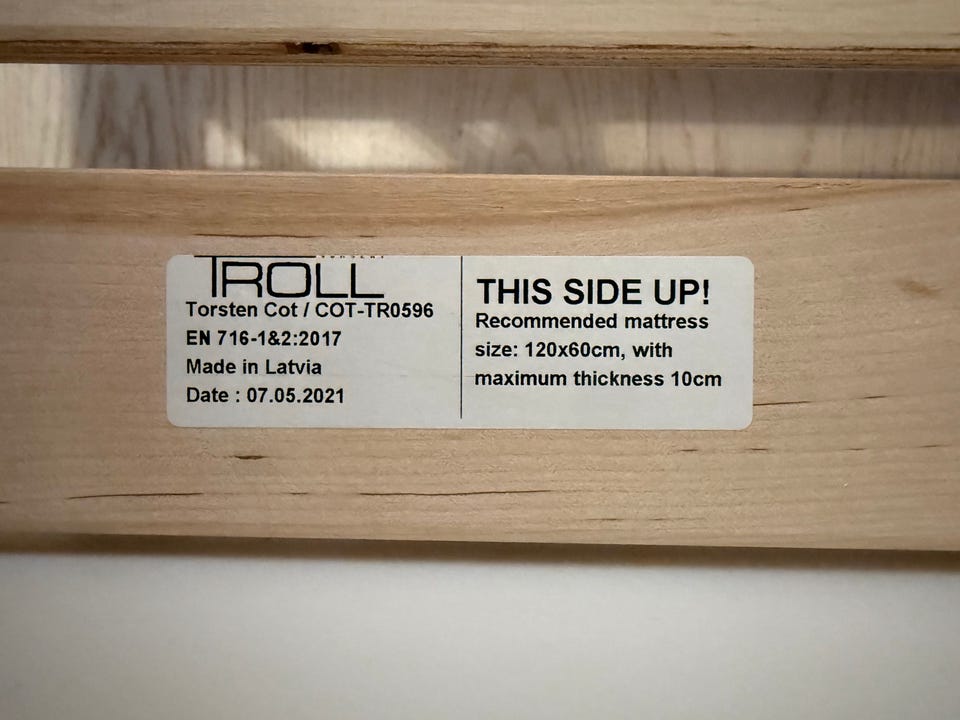 NURSERY
TROLL
Torsten Cot / COT-TR0596
EN 716-1&2:2017
Made in Latvia
Date : 07.05.2021
THIS SIDE UP!
Recommended mattress
size: 120x60cm, with
maximum thickness 10cm